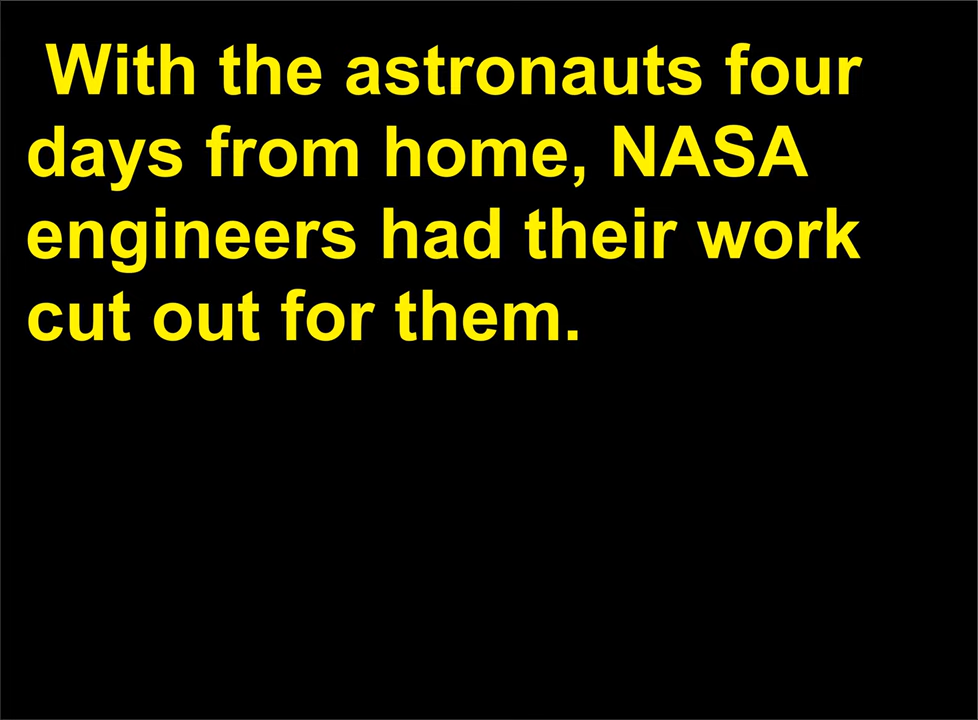 With the astronauts four
days from home, NASA
engineers had their work
cut out for them.